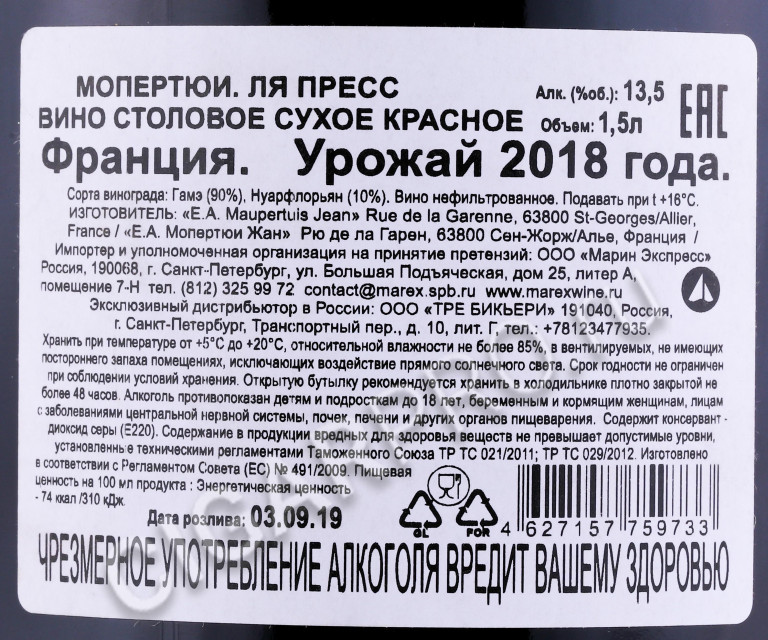 МОПЕРТЮИ. ЛЯ ПРЕСС Алк. (%об.): 13,5
ВИНО СТОЛОВОЕ СУХОЕ КРАСНОЕ Объем: 1,5л
EAC
Франция. Урожай 2018 года.
Сорта винограда: Гамэ (90%), Нуарфлорьян (10%). Вино нефильтрованное. Подавать при t +16°C.
ИЗГОТОВИТЕЛЬ: «E.A. Maupertuis Jean» Rue de la Garenne, 63800 St-Georges/Allier,
France / «Е.А. Мопертюи Жан» Рю де ла Гарен, 63800 Сен-Жорж/Алье, Франция /
Импортер и уполномоченная организация на принятие претензий: ООО «Марин Экспресс»
Россия, 190068, г. Санкт-Петербург, ул. Большая Подъяческая, дом 25, литер А,
помещение 7-Н тел. (812) 325 99 72 contact@marex.spb.ru www.marexwine.ru
Эксклюзивный дистрибьютор в России: ООО «ТРЕ БИКЬЕРИ» 191040, Россия,
г. Санкт-Петербург, Транспортный пер., д. 10, лит. Г, тел.: +78123477935.
Хранить при температуре от +5°C до +20°C, относительной влажности не более 85%, в вентилируемых, не имеющих
постороннего запаха помещениях, исключающих воздействие прямого солнечного света. Срок годности не ограничен
при соблюдении условий хранения. Открытую бутылку рекомендуется хранить в холодильнике плотно закрытой не
более 48 часов. Алкоголь противопоказан детям и подросткам до 18 лет, беременным и кормящим женщинам, лицам
с заболеваниями центральной нервной системы, почек, печени и других органов пищеварения. Содержит консервант -
диоксид серы (Е220). Содержание в продукции вредных для здоровья веществ не превышает допустимые уровни,
установленные техническими регламентами Таможенного Союза ТР ТС 021/2011; ТР ТС 029/2012. Изготовлено
в соответствии с Регламентом Совета (ЕС) № 491/2009. Пищевая
ценность на 100 мл продукта : Энергетическая ценность
- 74 ккал /310 кДж.
Дата розлива: 03.09.19
GL FOR
4 627157 759733
ЧРЕЗМЕРНОЕ УПОТРЕБЛЕНИЕ АЛКОГОЛЯ ВРЕДИТ ВАШЕМУ ЗДОРОВЬЮ